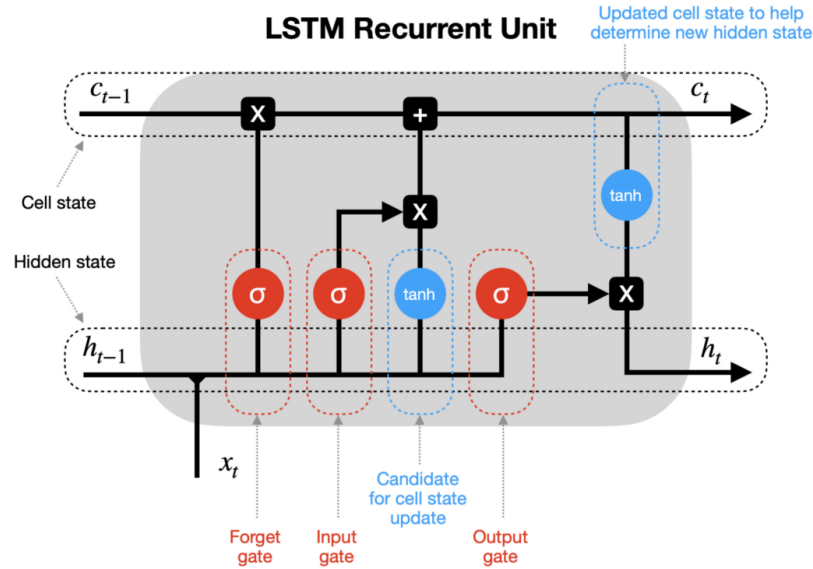 LSTM Recurrent Unit
Updated cell state to help
determine new hidden state
c_{t−1}
X
+
c_t
Cell state
tanh
X
Hidden state
σ
σ
tanh
σ
X
h_{t−1}
h_t
x_t
Candidate
for cell state
update
Forget
gate
Input
gate
Output
gate